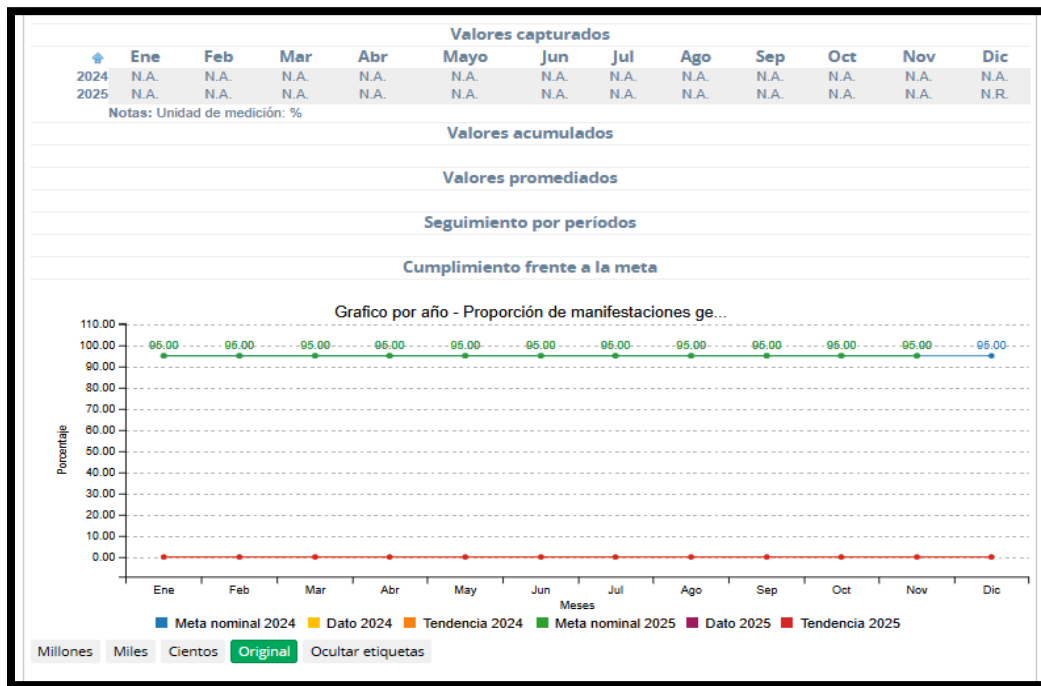 Valores capturados
Ene Feb Mar Abr Mayo Jun Jul Ago Sep Oct Nov Dic
2024 N.A. N.A. N.A. N.A. N.A. N.A. N.A. N.A. N.A. N.A. N.A. N.A.
2025 N.A. N.A. N.A. N.A. N.A. N.A. N.A. N.A. N.A. N.A. N.A. N.R.
Notas: Unidad de medición: %
Valores acumulados
Valores promediados
Seguimiento por períodos
Cumplimiento frente a la meta
Grafico por año - Proporción de manifestaciones ge...
110.00
100.00
95.00 95.00 95.00 95.00 95.00 95.00 95.00 95.00 95.00 95.00 95.00 95.00
90.00
80.00
70.00
60.00
50.00
40.00
30.00
20.00
10.00
0.00
Porcentaje
Ene Feb Mar Abr May Jun Jul Ago Sep Oct Nov Dic
Meses
Meta nominal 2024 Dato 2024 Tendencia 2024 Meta nominal 2025 Dato 2025 Tendencia 2025
Millones Miles Cientos Original Ocultar etiquetas